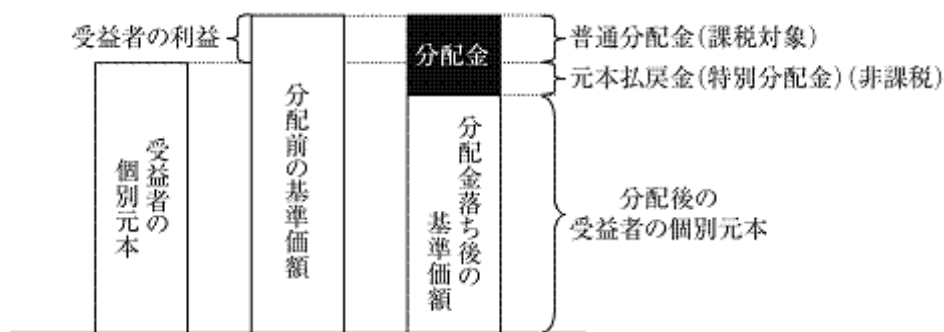 受益者の利益
受益者の
個別元本
分配前の基準価額
分配金
分配金落ち後の
基準価額
普通分配金(課税対象)
元本払戻金(特別分配金)(非課税)
分配後の
受益者の個別元本